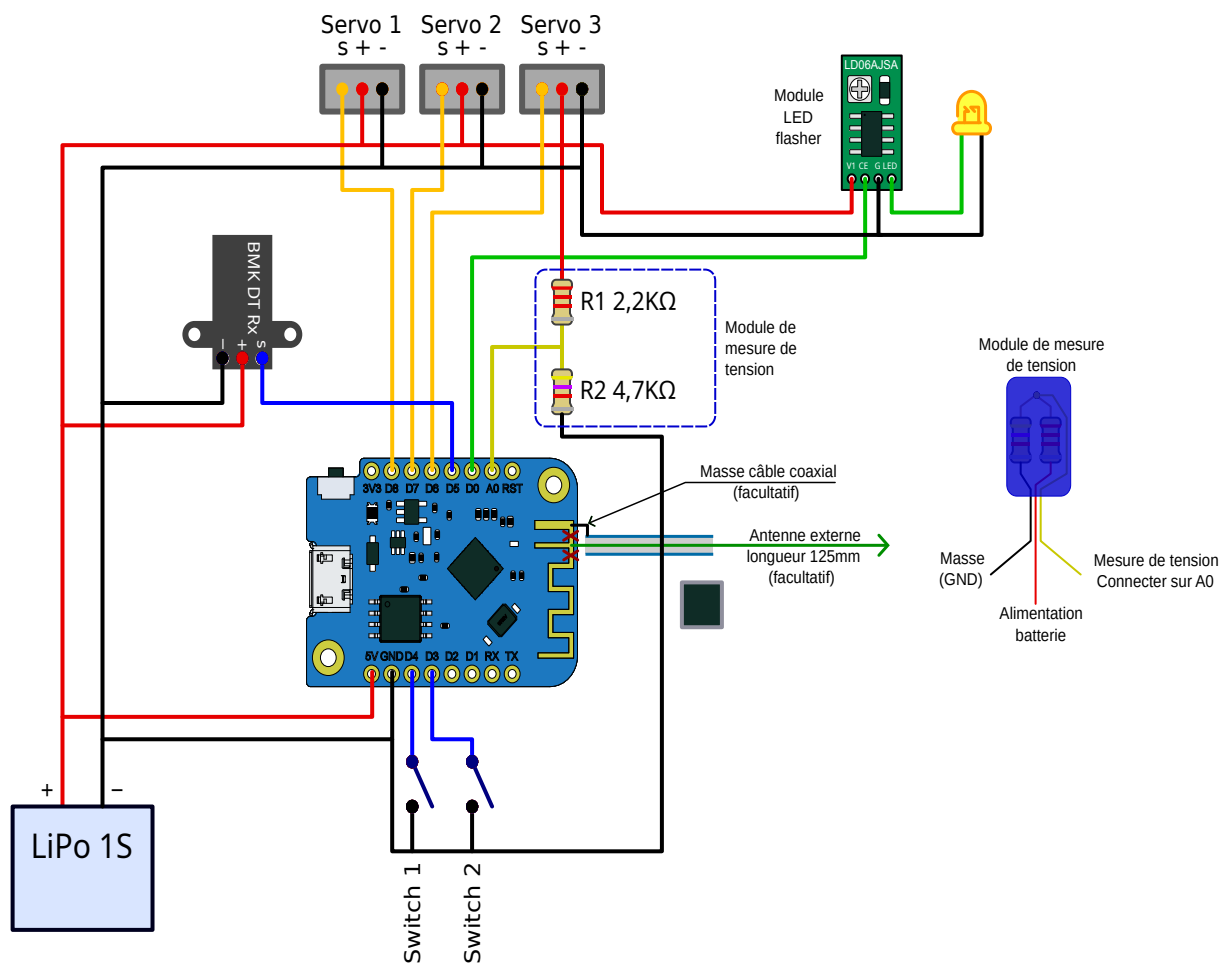 Servo 1
s + -
Servo 2
s + -
Servo 3
s + -
Module
LED
flasher
LD06AJSA
V1 CE G LED
BMK DT Rx
– + s
R1 2,2KΩ
R2 4,7KΩ
Module de
mesure de
tension
Module de mesure
de tension
Masse
(GND)
Mesure de tension
Connecter sur A0
Alimentation
batterie
3V3 D8 D7 D6 D5 D0 A0 RST
Masse câble coaxial
(facultatif)
Antenne externe
longueur 125mm
(facultatif)
5V GND D4 D3 D2 D1 RX TX
+ –
LiPo 1S
Switch 1
Switch 2